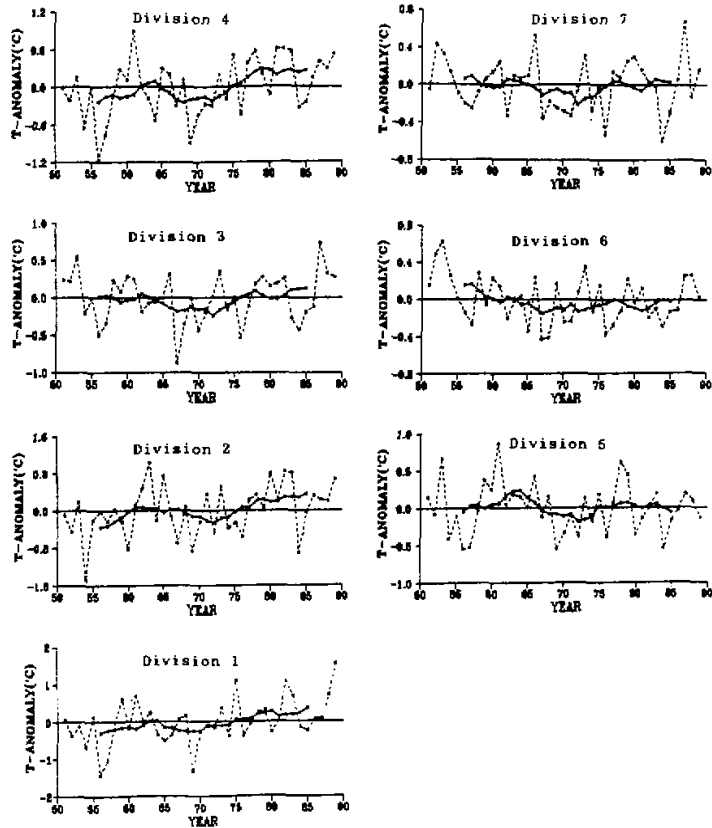 Division 4
T-ANOMALY(°C)
1.2
0.6
0.0
-0.6
-1.2
50 55 60 65 70 75 80 85 90
YEAR
Division 7
T-ANOMALY(°C)
0.8
0.4
0.0
-0.4
-0.8
50 55 60 65 70 75 80 85 90
YEAR
Division 3
T-ANOMALY(°C)
1.0
0.5
0.0
-0.5
-1.0
50 55 60 65 70 75 80 85 90
YEAR
Division 6
T-ANOMALY(°C)
0.8
0.4
0.0
-0.4
-0.8
50 55 60 65 70 75 80 85 90
YEAR
Division 2
T-ANOMALY(°C)
1.6
0.8
0.0
-0.8
-1.6
50 55 60 65 70 75 80 85 90
YEAR
Division 5
T-ANOMALY(°C)
1.0
0.5
0.0
-0.5
-1.0
50 55 60 65 70 75 80 85 90
YEAR
Division 1
T-ANOMALY(°C)
2
1
0
-1
-2
50 55 60 65 70 75 80 85 90
YEAR